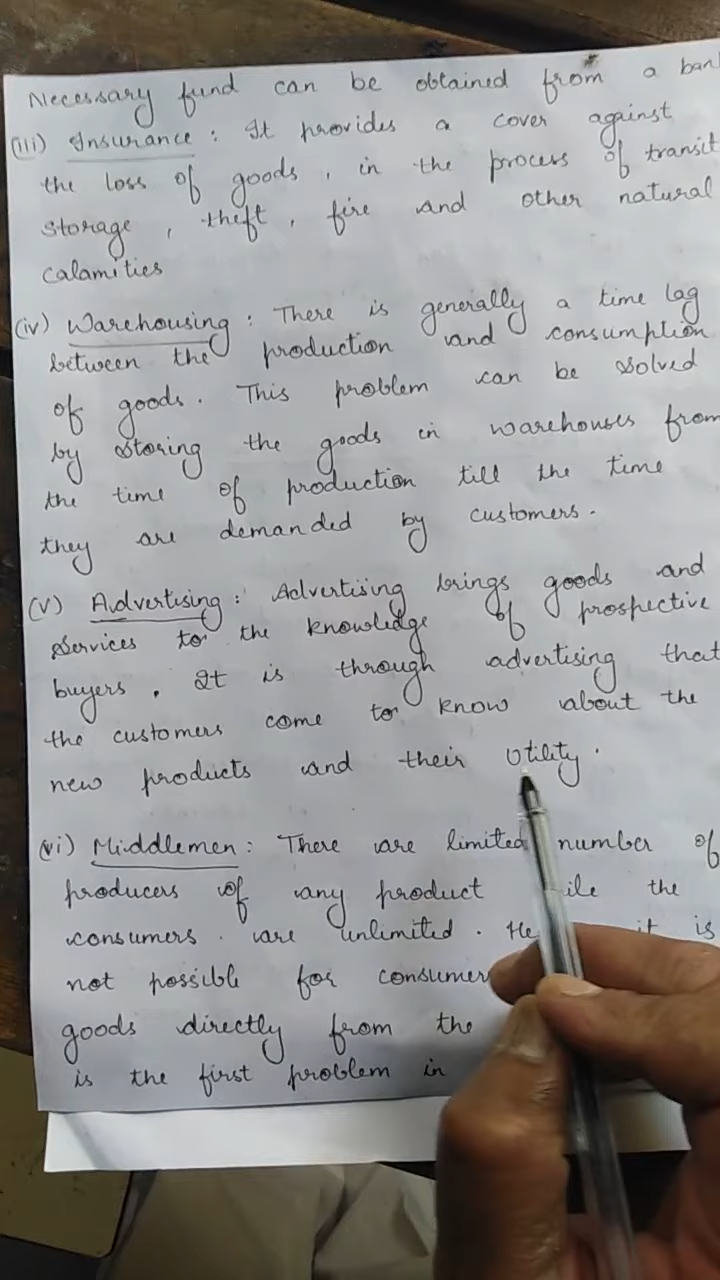 Necessary fund can be obtained from a
(iii) Insurance : It provides a cover against
the loss of goods, in the process of transit
storage, theft, fire and other natural
calamities
(iv) Warehousing : There is generally a time lag
between the production and consumption
of goods. This problem can be solved
by storing the goods in warehouses from
the time of production till the time
they are demanded by customers.
(v) Advertising : Advertising brings goods and
services to the knowledge of prospective
buyers. It is through advertising that
the customers come to know about the
new products and their utility.
(vi) Middlemen : There are limited number of
producers of any product the
consumers are unlimited. it is
not possible for
goods directly from the
is the first problem in